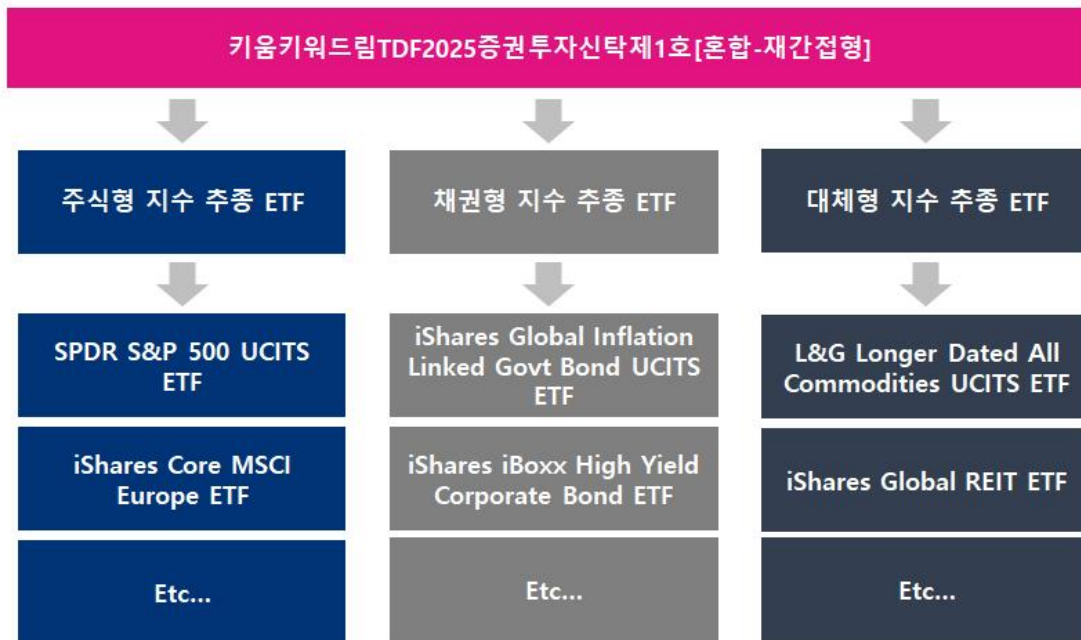 키움키워드림TDF2025증권투자신탁제1호[혼합-재간접형]
주식형 지수 추종 ETF
채권형 지수 추종 ETF
대체형 지수 추종 ETF
SPDR S&P 500 UCITS
ETF
iShares Global Inflation
Linked Govt Bond UCITS
ETF
L&G Longer Dated All
Commodities UCITS ETF
iShares Core MSCI
Europe ETF
iShares iBoxx High Yield
Corporate Bond ETF
iShares Global REIT ETF
Etc...
Etc...
Etc...